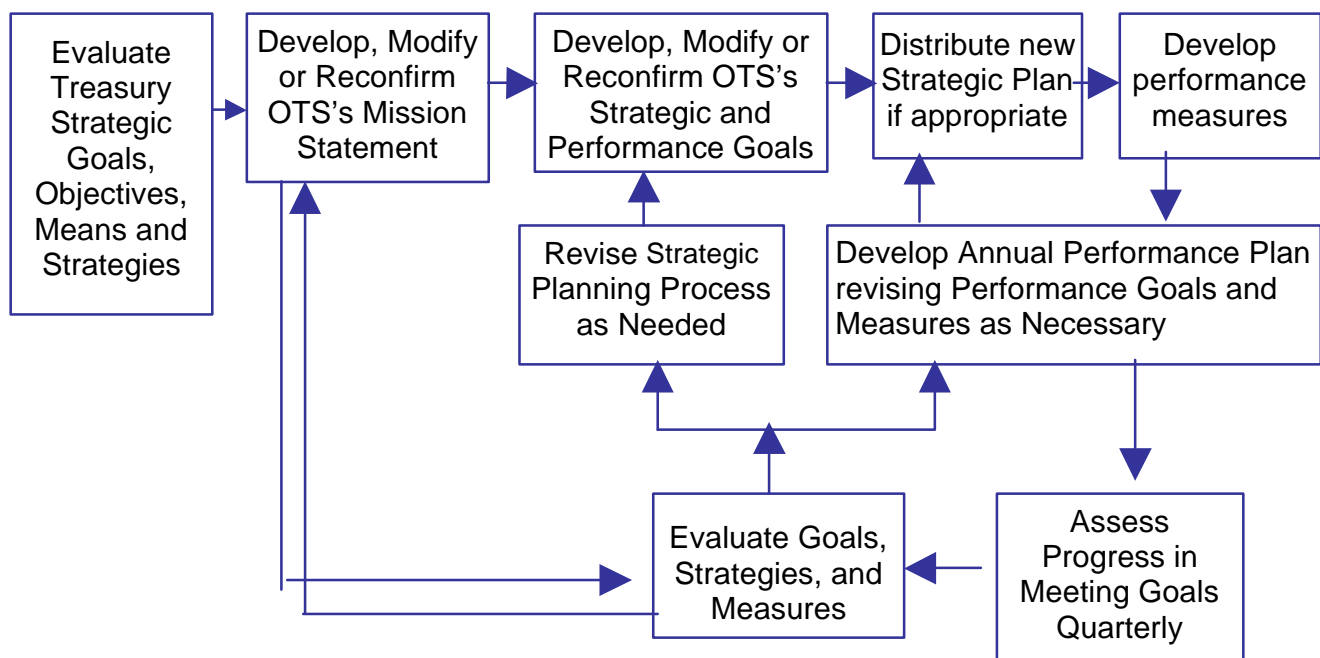 Evaluate
Treasury
Strategic
Goals,
Objectives,
Means and
Strategies
Develop, Modify
or Reconfirm
OTS's Mission
Statement
Develop, Modify or
Reconfirm OTS's
Strategic and
Performance Goals
Distribute new
Strategic Plan
if appropriate
Develop
performance
measures
Revise Strategic
Planning Process
as Needed
Develop Annual Performance Plan
revising Performance Goals and
Measures as Necessary
Evaluate Goals,
Strategies, and
Measures
Assess
Progress in
Meeting Goals
Quarterly